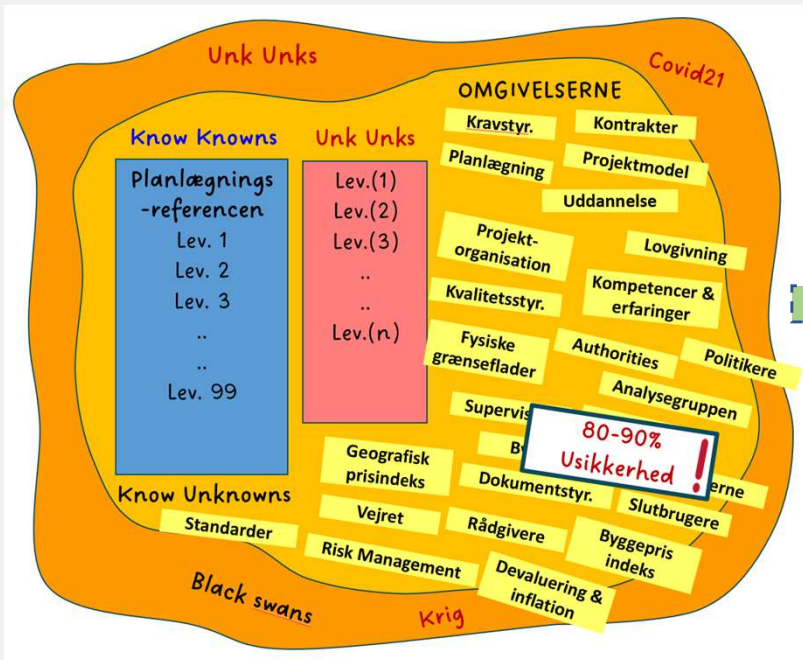 Unk Unks
Covid21
OMGIVELSERNE
Know Knowns
Unk Unks
Planlægnings
-referencen
Lev. 1
Lev. 2
Lev. 3
..
..
Lev. 99
Lev.(1)
Lev.(2)
Lev.(3)
..
..
Lev.(n)
Kravstyr.
Kontrakter
Planlægning
Projektmodel
Uddannelse
Projekt-
organisation
Lovgivning
Kvalitetsstyr.
Kompetencer &
erfaringer
Fysiske
grænseflader
Authorities
Politikere
Analysegruppen
80-90%
Usikkerhed
!
Geografisk
prisindeks
Dokumentstyr.
Slutbrugere
Know Unknowns
Standarder
Vejret
Rådgivere
Byggepris
indeks
Risk Management
Devaluering &
inflation
Black swans
Krig